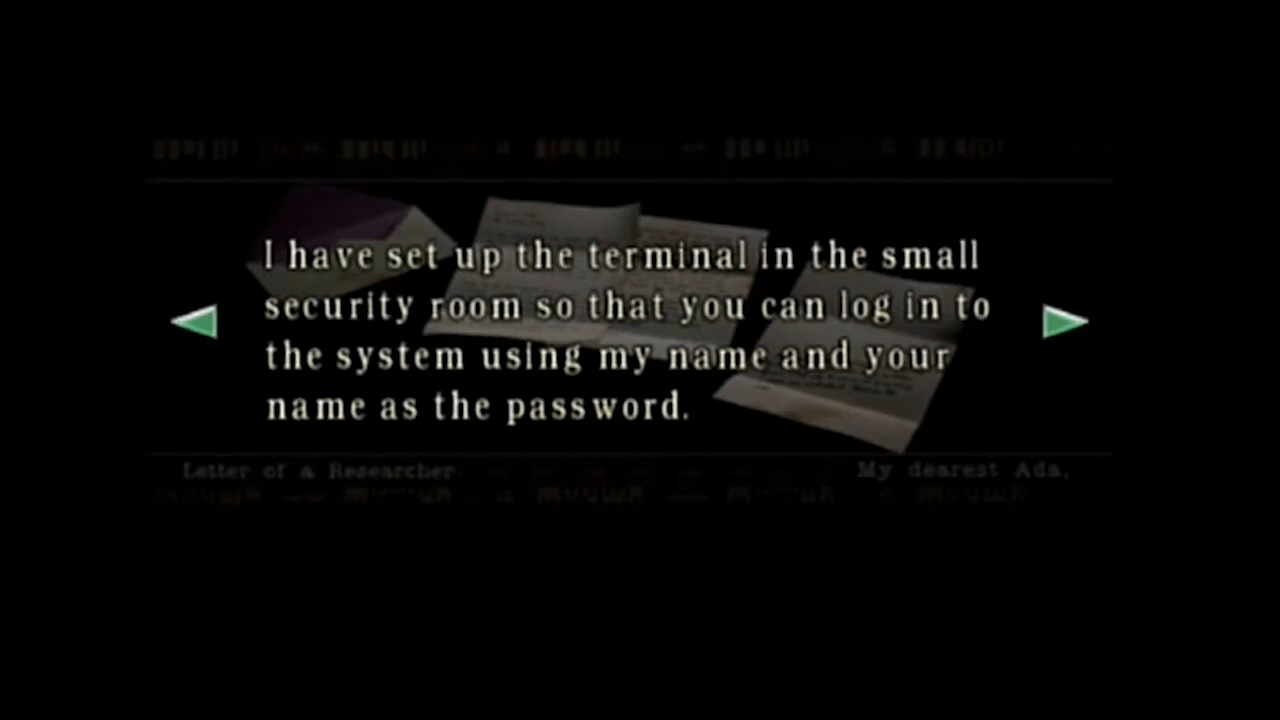 I have set up the terminal in the small
security room so that you can log in to
the system using my name and your
name as the password.
Letter of a Researcher
My dearest Ada,